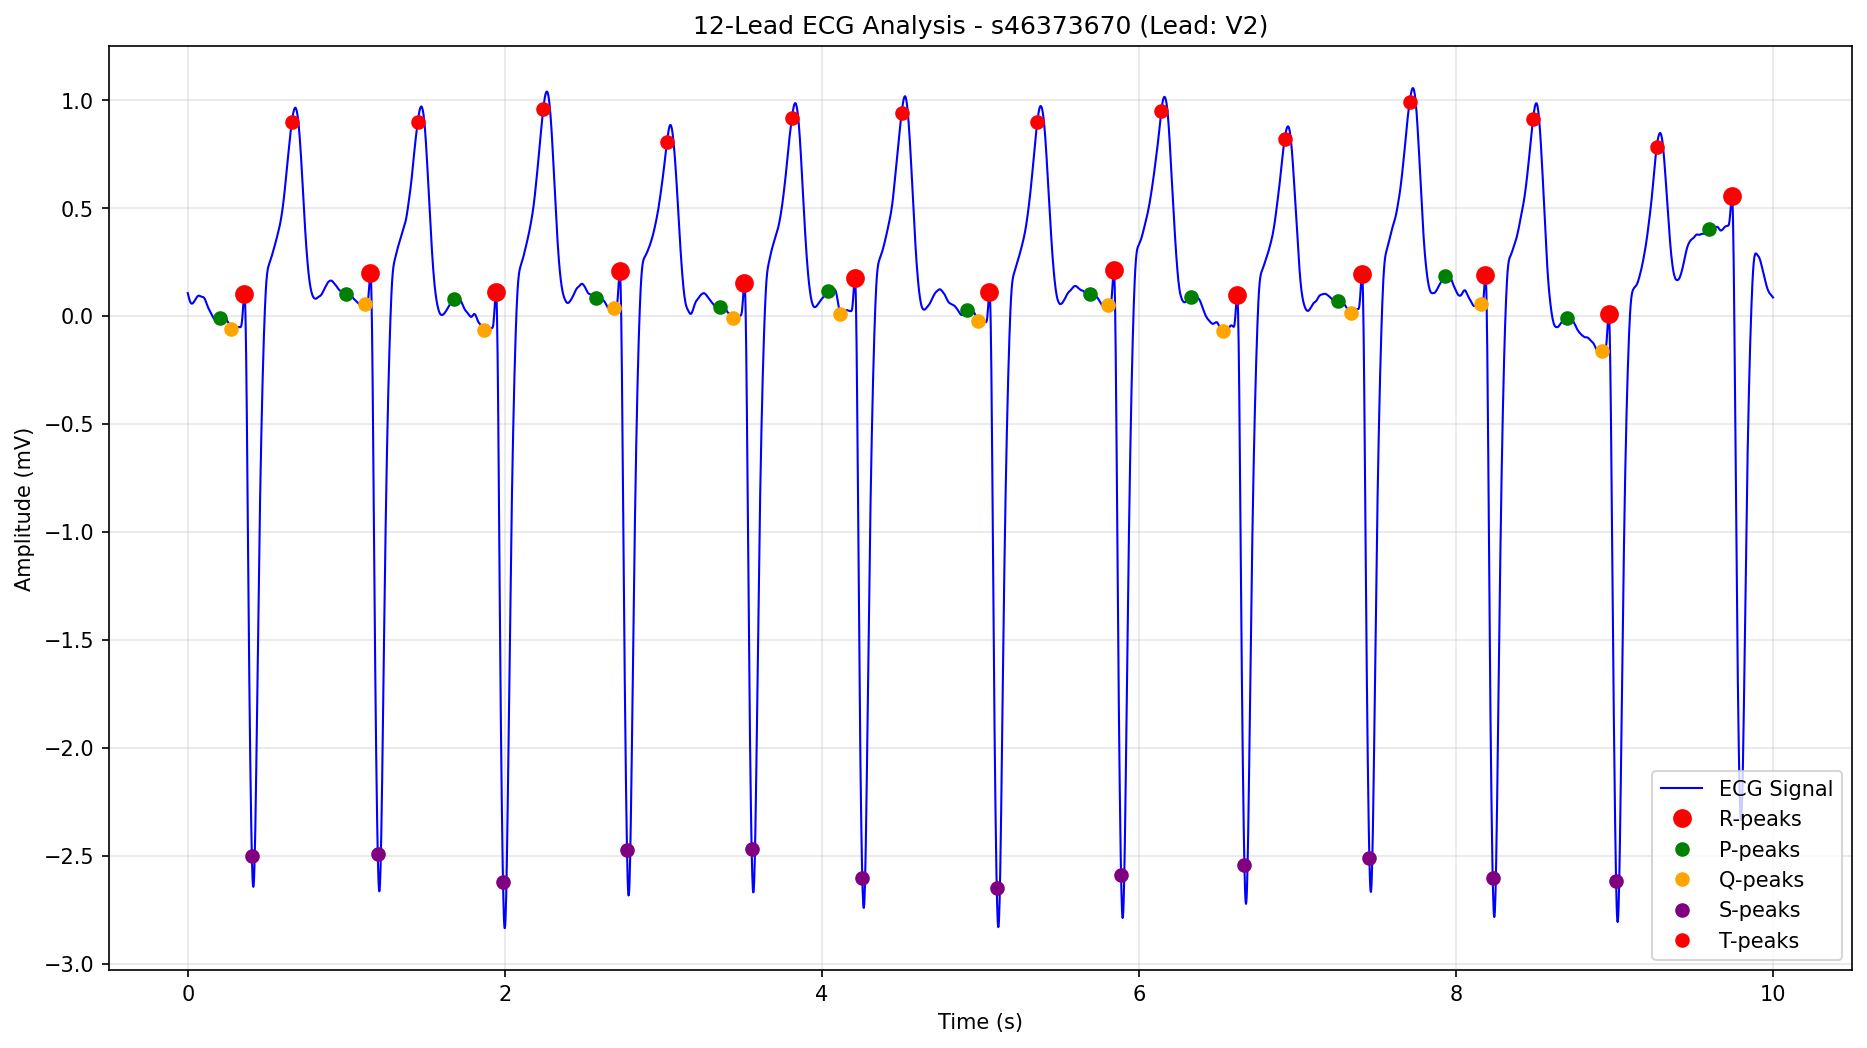 12-Lead ECG Analysis - s46373670 (Lead: V2)
1.0
0.5
0.0
−0.5
−1.0
−1.5
−2.0
−2.5
−3.0
Amplitude (mV)
ECG Signal
R-peaks
P-peaks
Q-peaks
S-peaks
T-peaks
0 2 4 6 8 10
Time (s)